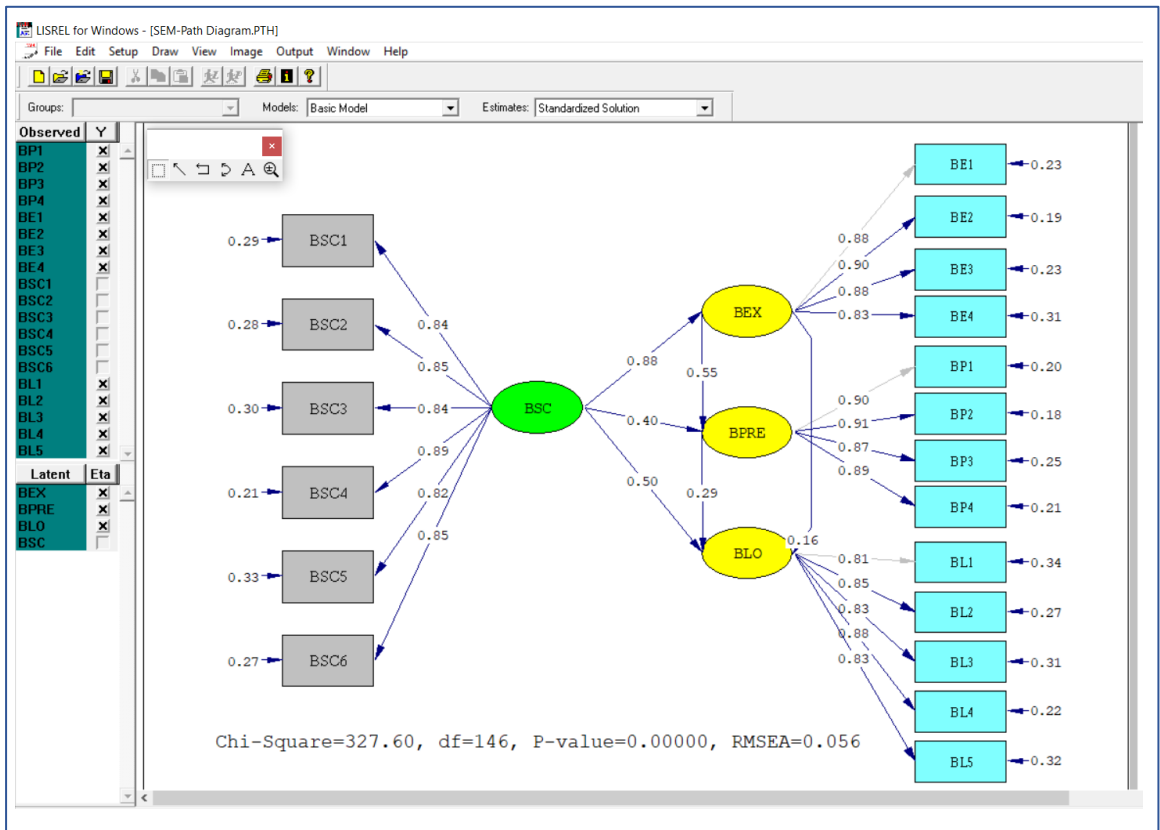 LISREL for Windows - [SEM-Path Diagram.PTH]
File Edit Setup Draw View Image Output Window Help
Groups: Models: Basic Model Estimates: Standardized Solution
Observed Y
BP1
BP2
BP3
BP4
BE1
BE2
BE3
BE4
BSC1
BSC2
BSC3
BSC4
BSC5
BSC6
BL1
BL2
BL3
BL4
BL5
Latent Eta
BEX
BPRE
BLO
BSC
A
0.29 BSC1
0.28 BSC2
0.30 BSC3
0.21 BSC4
0.33 BSC5
0.27 BSC6
0.84
0.85
0.84
0.89
0.82
0.85
BSC
0.88
0.40
0.50
BEX
0.55
BPRE
0.29
BLO
0.16
0.88
0.90
0.88
0.83
0.90
0.91
0.87
0.89
0.81
0.85
0.83
0.88
0.83
BE1 0.23
BE2 0.19
BE3 0.23
BE4 0.31
BP1 0.20
BP2 0.18
BP3 0.25
BP4 0.21
BL1 0.34
BL2 0.27
BL3 0.31
BL4 0.22
BL5 0.32
Chi-Square=327.60, df=146, P-value=0.00000, RMSEA=0.056